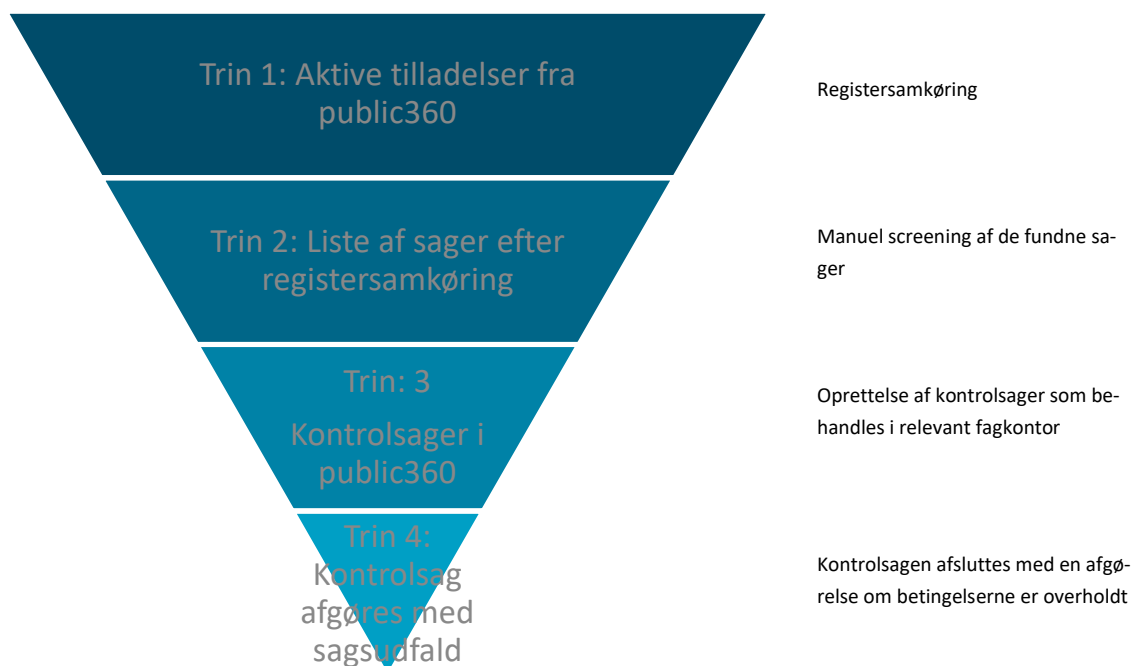 Trin 1: Aktive tilladelser fra
public360
Registersamkøring
Trin 2: Liste af sager efter
registersamkøring
Manuel screening af de fundne sa-
ger
Trin: 3
Kontrolsager i
public360
Oprettelse af kontrolsager som be-
handles i relevant fagkontor
Trin 4:
Kontrolsag
afgøres med
sagsudfald
Kontrolsagen afsluttes med en afgø-
relse om betingelserne er overholdt